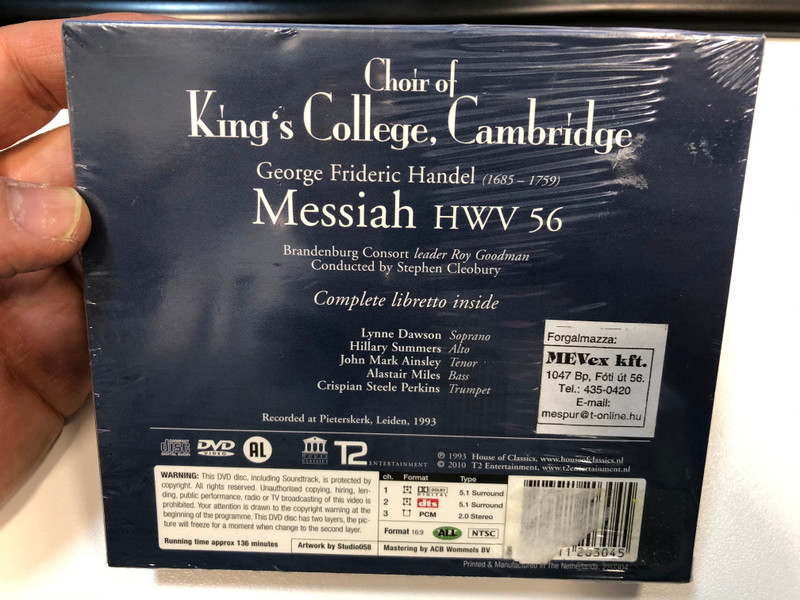 Choir of
King's College, Cambridge
George Frideric Handel (1685 – 1759)
Messiah HWV 56
Brandenburg Consort leader Roy Goodman
Conducted by Stephen Cleobury
Complete libretto inside
Lynne Dawson Soprano
Hillary Summers Alto
John Mark Ainsley Tenor
Alastair Miles Bass
Crispian Steele Perkins Trumpet
Recorded at Pieterskerk, Leiden, 1993
Forgalmazza:
MEVex kft.
1047 Bp, Fóti út 56.
Tel.: 435-0420
E-mail:
mespur@t-online.hu
COMPACT disc
DVD VIDEO
AL
HOUSE OF CLASSICS
T2 ENTERTAINMENT
℗ 1993 House of Classics, www.houseofclassics.nl
© 2010 T2 Entertainment, www.t2entertainment.nl
WARNING: This DVD disc, including Soundtrack, is protected by
copyright. All rights reserved. Unauthorised copying, hiring, len-
ding, public performance, radio or TV broadcasting of this video is
prohibited. Your attention is drawn to the copyright warning at the
beginning of the programme. This DVD disc has two layers, the pic-
ture will freeze for a moment when to change to the second layer.
Running time approx 136 minutes
Artwork by Studio058
ch. Format Type
1 DOLBY DIGITAL 5.1 Surround
2 dts 5.1 Surround
3 PCM 2.0 Stereo
Format 16:9 ALL NTSC
Mastering by ACB Wommels BV
Printed & Manufactured in The Netherlands